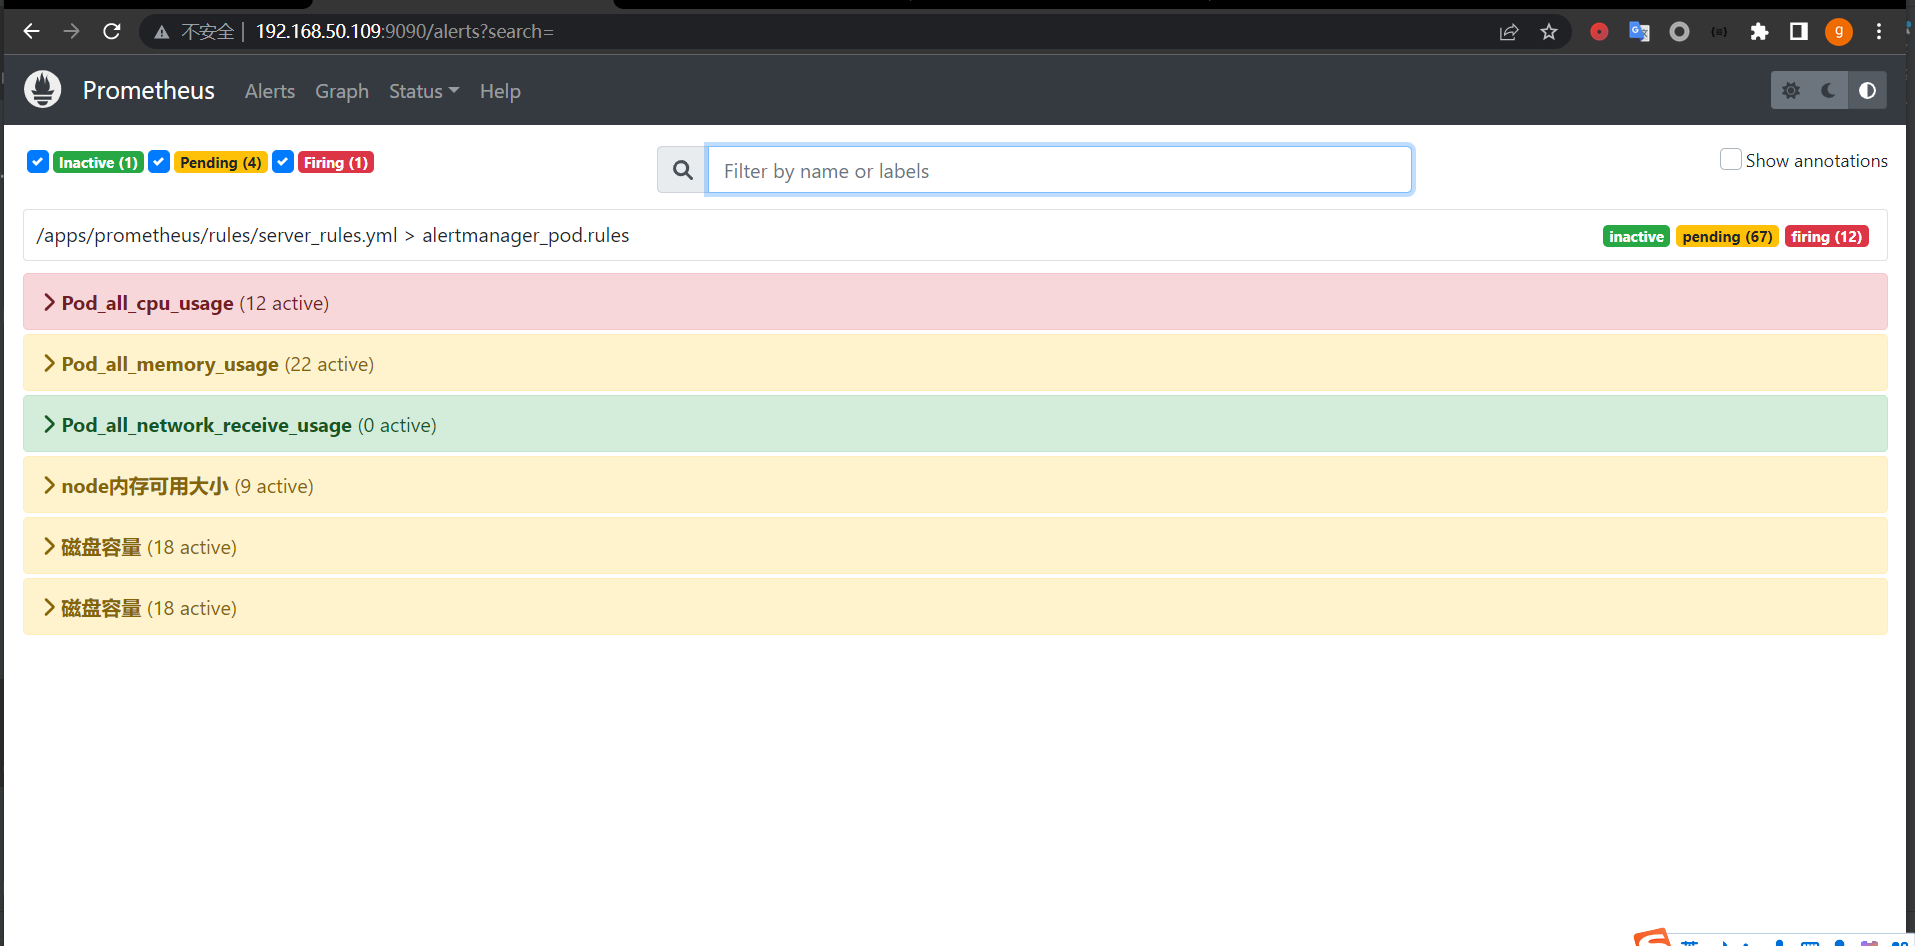 不安全 | 192.168.50.109:9090/alerts?search=
g
Prometheus Alerts Graph Status Help
Inactive (1) Pending (4) Firing (1) Filter by name or labels Show annotations
/apps/prometheus/rules/server_rules.yml > alertmanager_pod.rules inactive pending (67) firing (12)
Pod_all_cpu_usage (12 active)
Pod_all_memory_usage (22 active)
Pod_all_network_receive_usage (0 active)
node内存可用大小 (9 active)
磁盘容量 (18 active)
磁盘容量 (18 active)